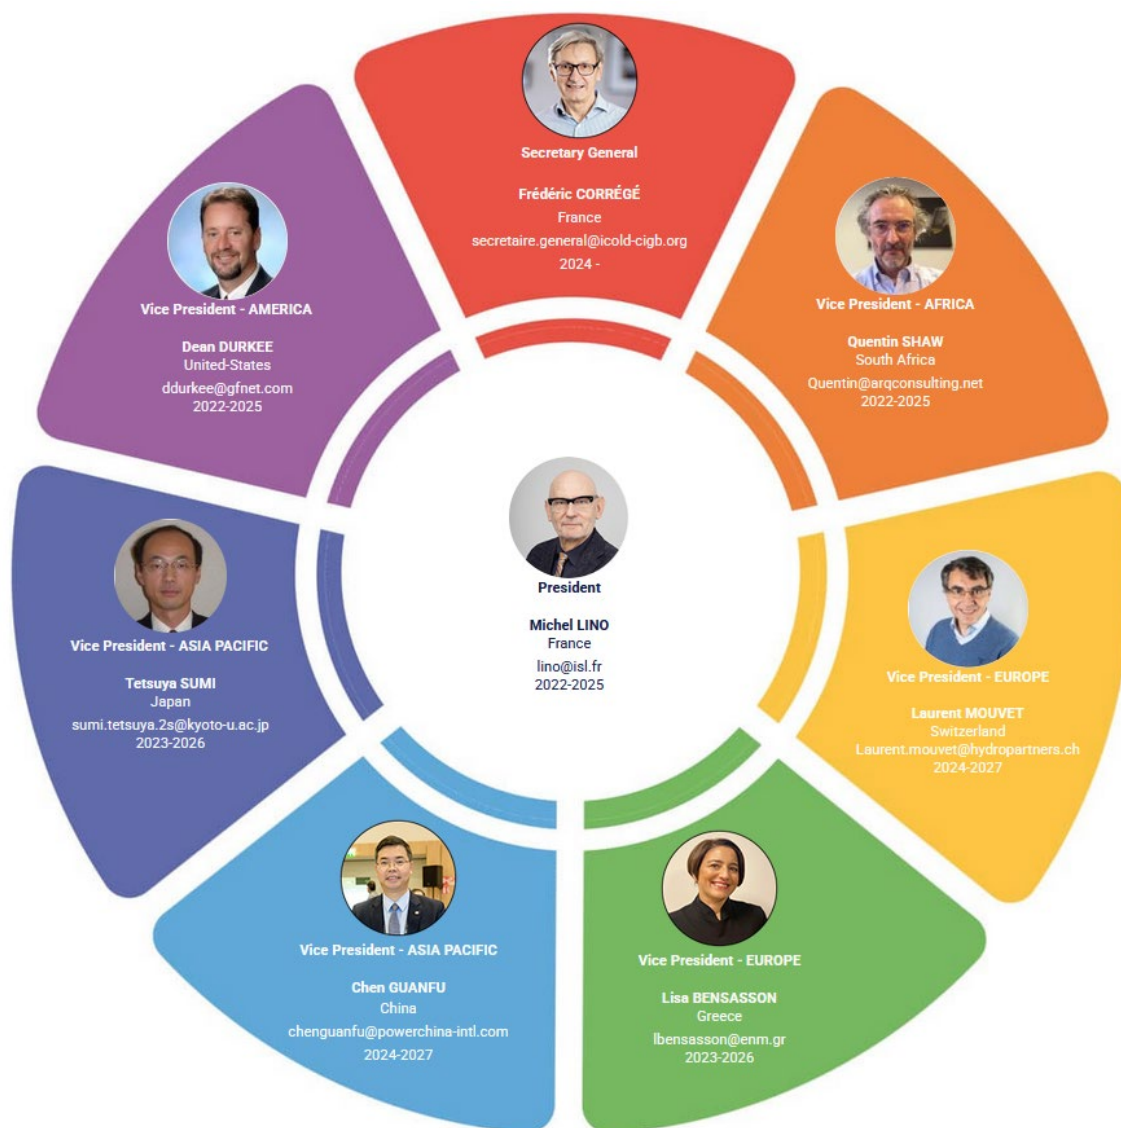 Secretary General
Frédéric CORRÉGÉ
France
secretaire.general@icold-cigb.org
2024 -
Vice President - AFRICA
Quentin SHAW
South Africa
Quentin@arqconsulting.net
2022-2025
Vice President - EUROPE
Laurent MOUVET
Switzerland
Laurent.mouvet@hydropartners.ch
2024-2027
Vice President - EUROPE
Lisa BENSASSON
Greece
lbensasson@enm.gr
2023-2026
Vice President - ASIA PACIFIC
Chen GUANFU
China
chenguanfu@powerchina-intl.com
2024-2027
Vice President - ASIA PACIFIC
Tetsuya SUMI
Japan
sumi.tetsuya.2s@kyoto-u.ac.jp
2023-2026
Vice President - AMERICA
Dean DURKEE
United-States
ddurkee@gfnet.com
2022-2025
President
Michel LINO
France
lino@isl.fr
2022-2025